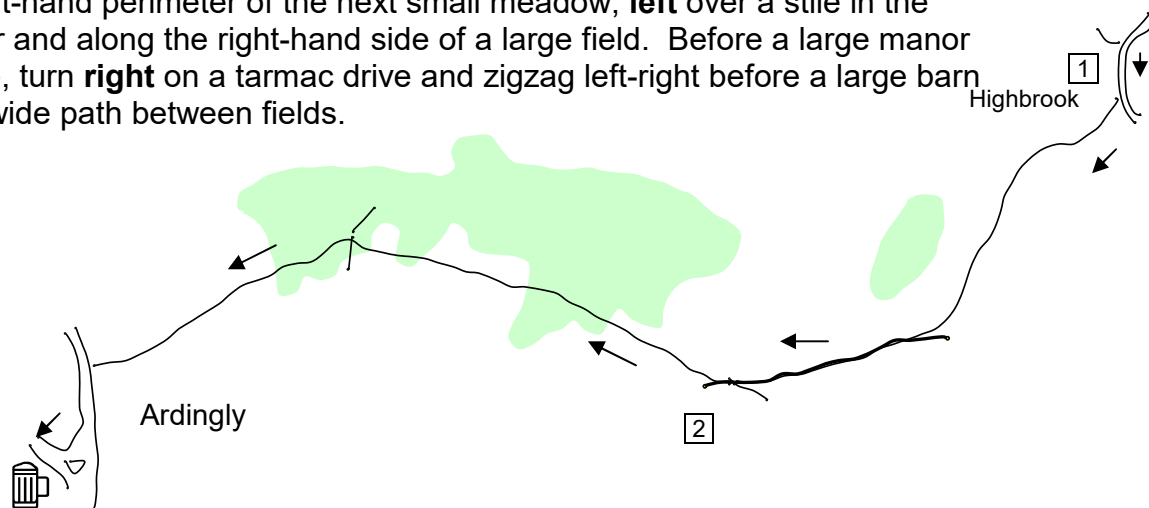 t-hand perimeter of the next small meadow, left over a stile in the
r and along the right-hand side of a large field.  Before a large manor
, turn right on a tarmac drive and zigzag left-right before a large barn
wide path between fields.
1
Highbrook
Ardingly
2